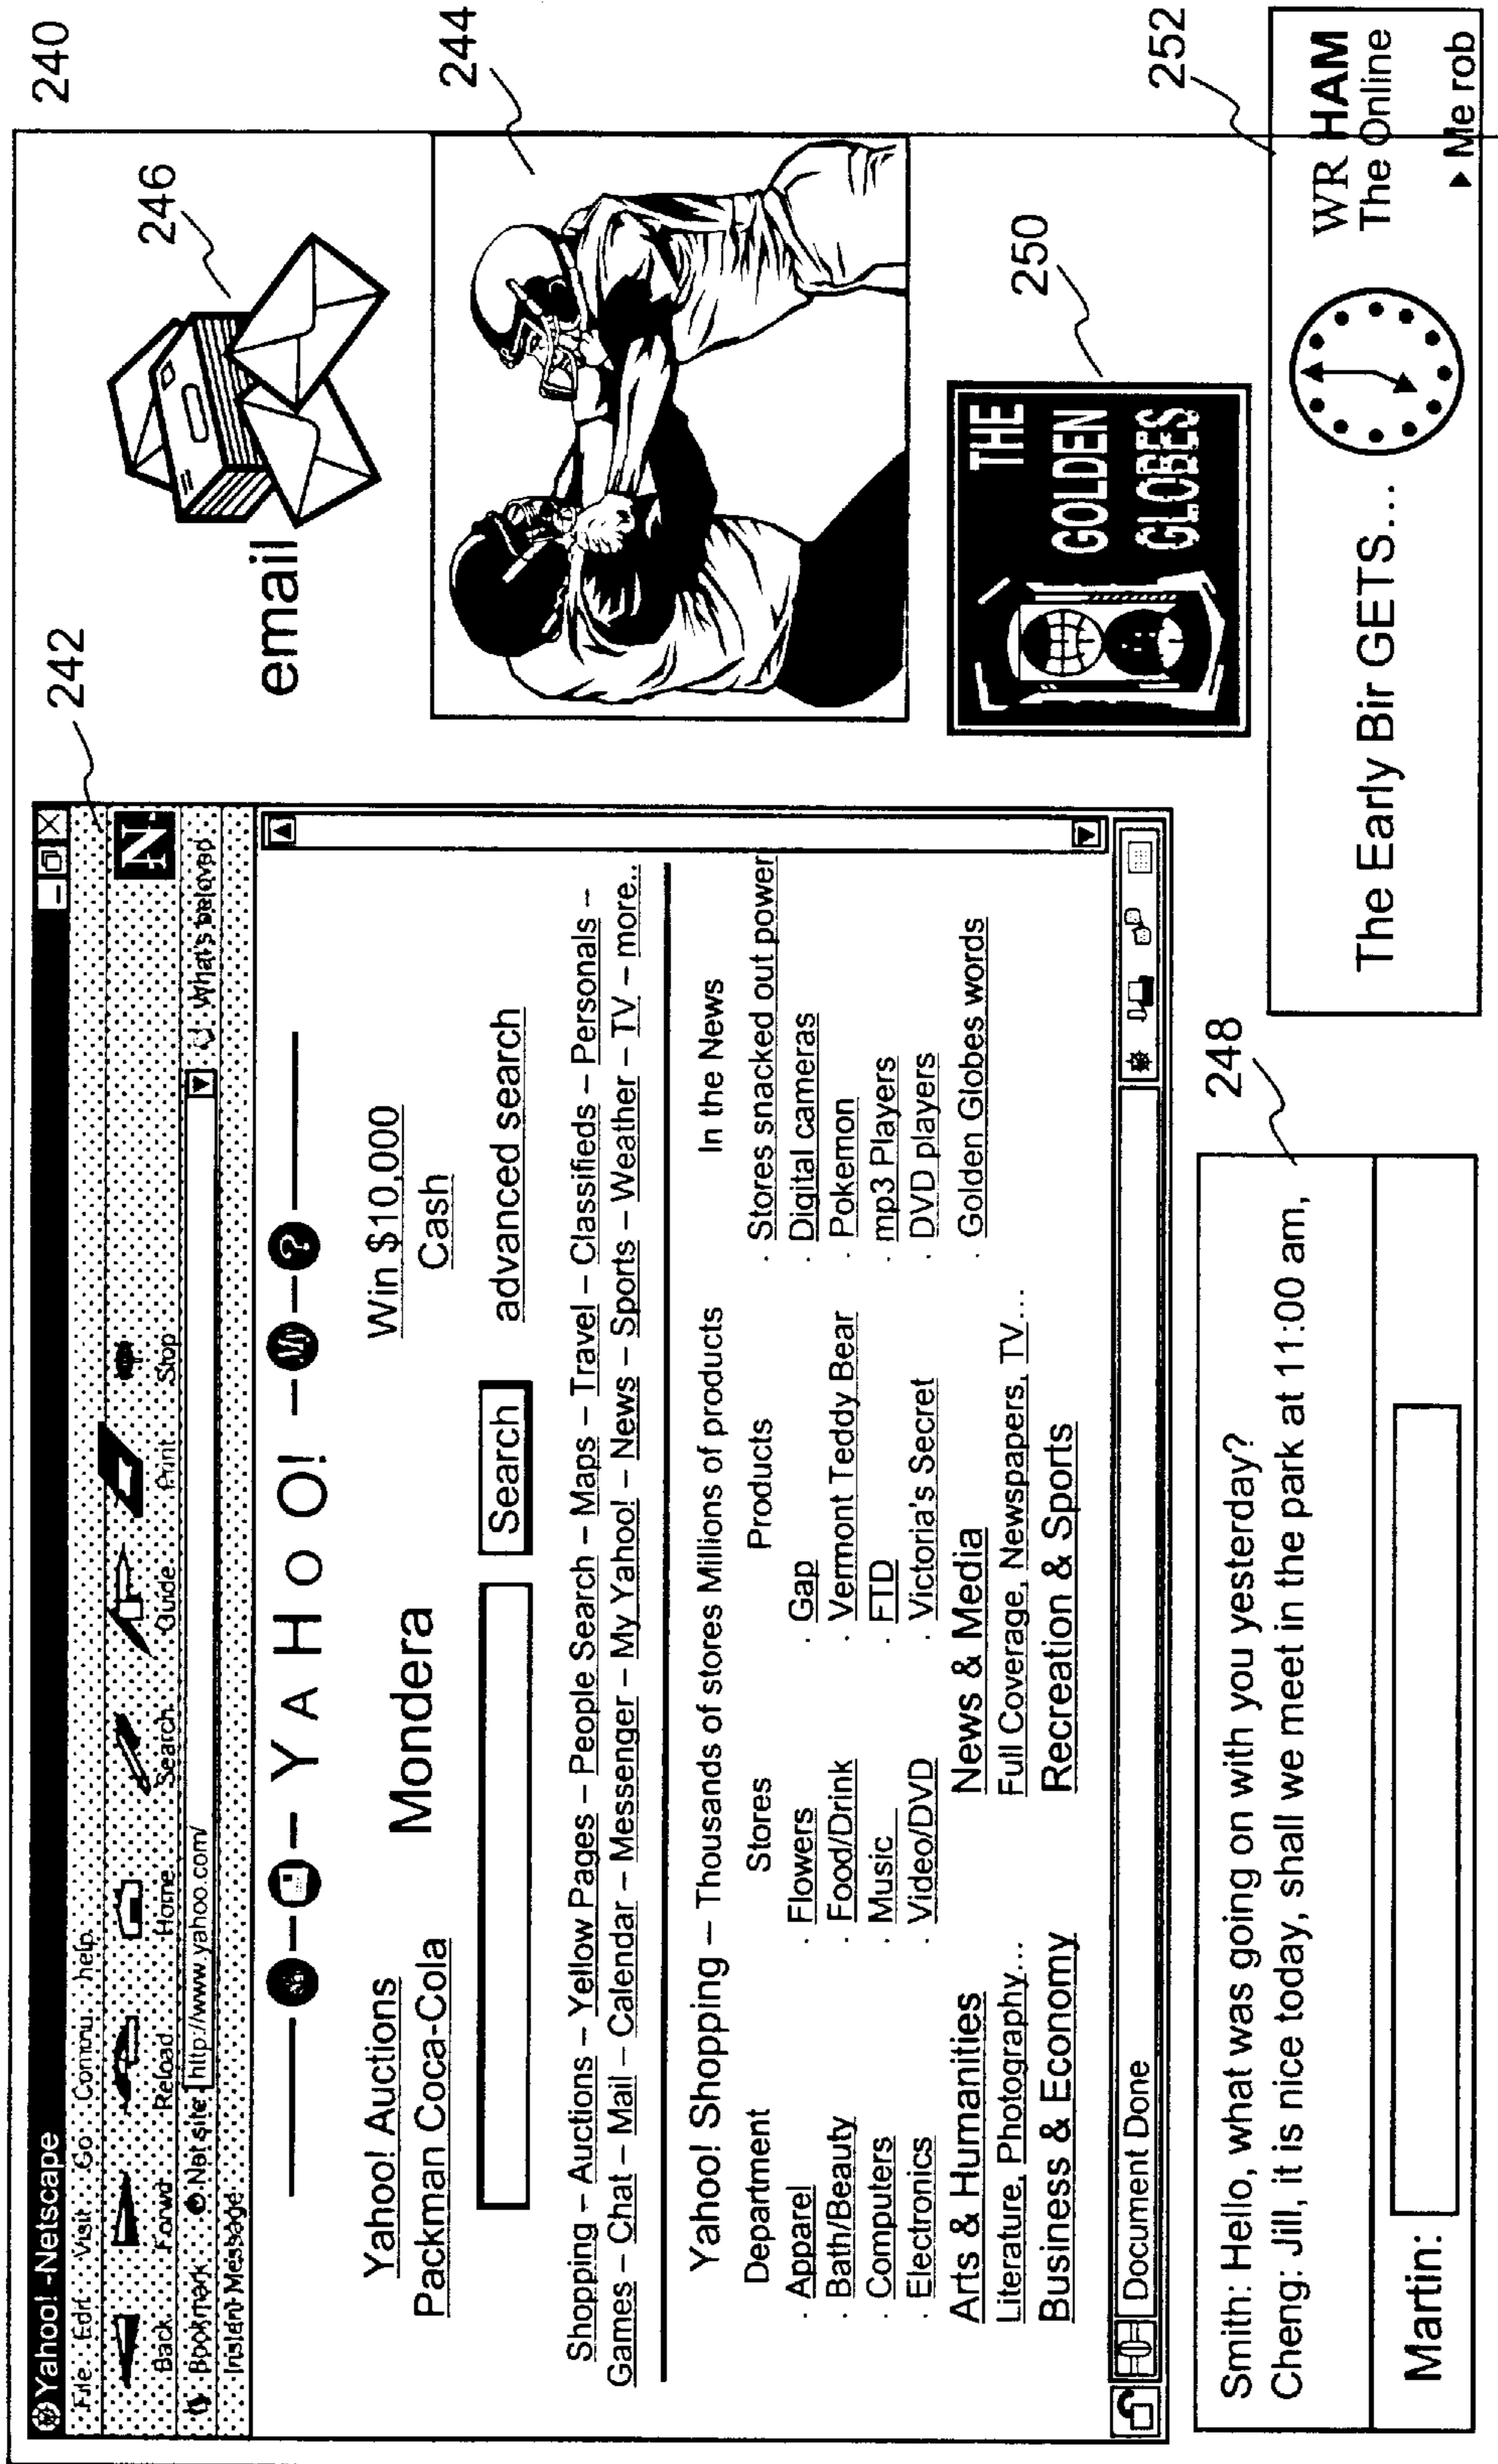 240
242
Yahoo! -Netscape
File Edit Visit Go Commu help
Back Forwd Reload Home Search Guide Print Stop
N
Bookmark Net site http://www.yahoo.com/ What's
Instant Message
Y A H O O! ?
Yahoo! Auctions Mondera Win $10,000
Packman Coca-Cola Cash
Search advanced search
Shopping – Auctions – Yellow Pages – People Search – Maps – Travel – Classifieds – Personals –
Games – Chat – Mail – Calendar – Messenger – My Yahoo! – News – Sports – Weather – TV – more..
Yahoo! Shopping – Thousands of stores Millions of products In the News
Department Stores Products · Stores snacked out power
· Apparel · Flowers · Gap · Digital cameras
· Bath/Beauty · Food/Drink · Vermont Teddy Bear · Pokemon
· Computers · Music · FTD · mp3 Players
· Electronics · Video/DVD · Victoria's Secret · DVD players
Arts & Humanities News & Media · Golden Globes words
Literature, Photography... Full Coverage, Newspapers, TV...
Business & Economy Recreation & Sports
Document Done
246
email
244
250
THE
GOLDEN
GLOBES
248
Smith: Hello, what was going on with you yesterday?
Cheng: Jill, it is nice today, shall we meet in the park at 11:00 am,
Martin:
252
The Early Bir GETS...
WR HAM
The Online
Me rob